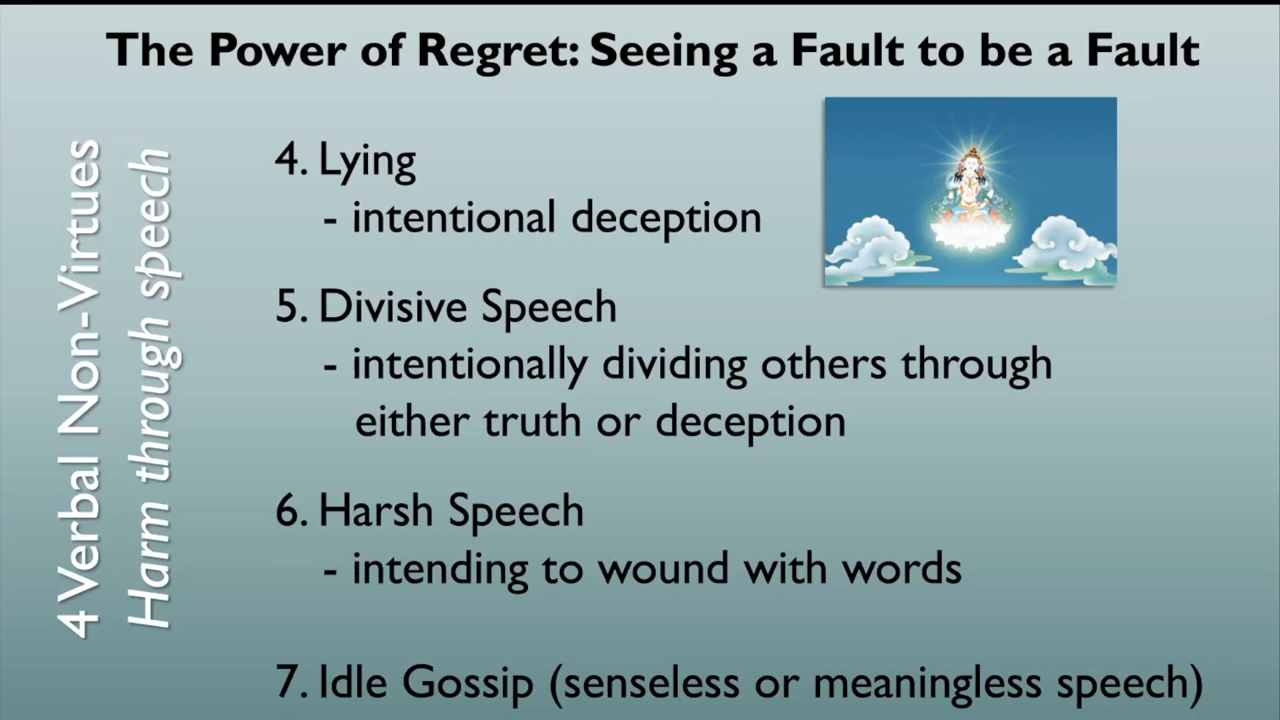 The Power of Regret: Seeing a Fault to be a Fault
4 Verbal Non-Virtues
Harm through speech
4. Lying
- intentional deception
5. Divisive Speech
- intentionally dividing others through
either truth or deception
6. Harsh Speech
- intending to wound with words
7. Idle Gossip (senseless or meaningless speech)